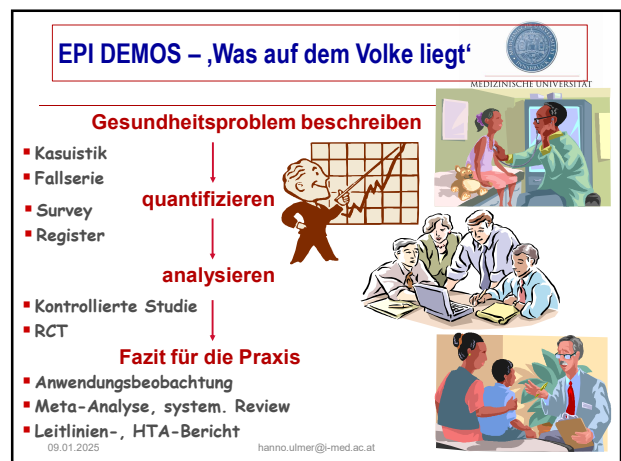 EPI DEMOS – ‚Was auf dem Volke liegt‘
MEDIZINISCHE UNIVERSITÄT
Gesundheitsproblem beschreiben
▪ Kasuistik
▪ Fallserie
quantifizieren
▪ Survey
▪ Register
analysieren
▪ Kontrollierte Studie
▪ RCT
Fazit für die Praxis
▪ Anwendungsbeobachtung
▪ Meta-Analyse, system. Review
▪ Leitlinien-, HTA-Bericht
09.01.2025 hanno.ulmer@i-med.ac.at